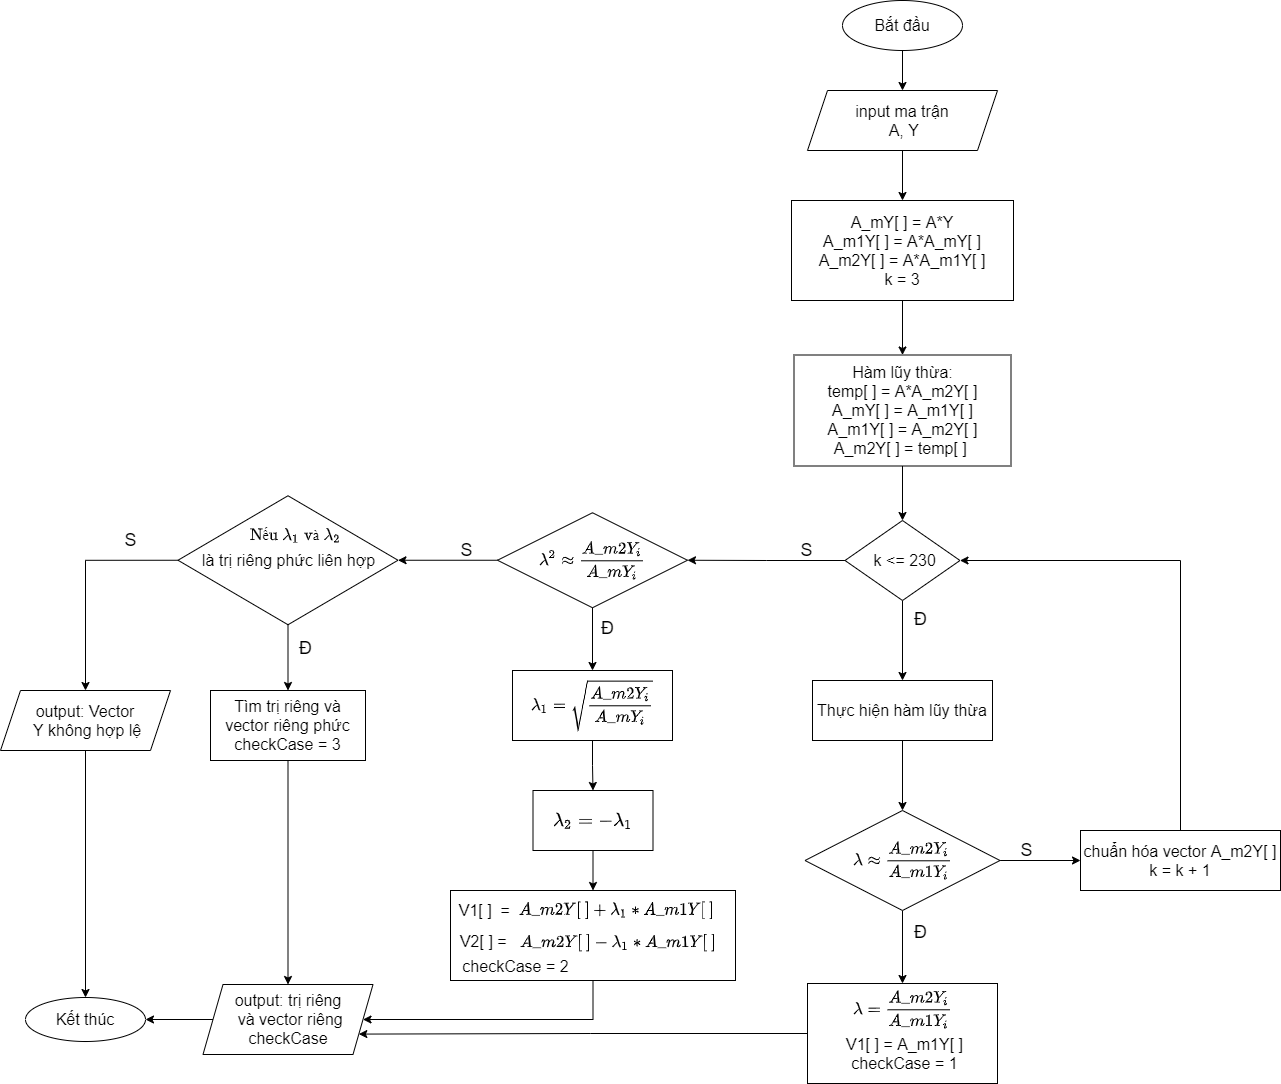 Bắt đầu
input ma trận
A, Y
A_mY[ ] = A*Y
A_m1Y[ ] = A*A_mY[ ]
A_m2Y[ ] = A*A_m1Y[ ]
k = 3
Hàm lũy thừa:
temp[ ] = A*A_m2Y[ ]
A_mY[ ] = A_m1Y[ ]
A_m1Y[ ] = A_m2Y[ ]
A_m2Y[ ] = temp[ ]
k <= 230
S
Đ
λ² ≈ A_m2Yᵢ / A_mYᵢ
S
Đ
Nếu λ₁ và λ₂
là trị riêng phức liên hợp
S
Đ
output: Vector
Y không hợp lệ
Tìm trị riêng và
vector riêng phức
checkCase = 3
λ₁ = √(A_m2Yᵢ / A_mYᵢ)
λ₂ = −λ₁
V1[ ] = A_m2Y[ ] + λ₁ * A_m1Y[ ]
V2[ ] = A_m2Y[ ] − λ₁ * A_m1Y[ ]
checkCase = 2
Thực hiện hàm lũy thừa
λ ≈ A_m2Yᵢ / A_m1Yᵢ
S
Đ
chuẩn hóa vector A_m2Y[ ]
k = k + 1
λ = A_m2Yᵢ / A_m1Yᵢ
V1[ ] = A_m1Y[ ]
checkCase = 1
output: trị riêng
và vector riêng
checkCase
Kết thúc